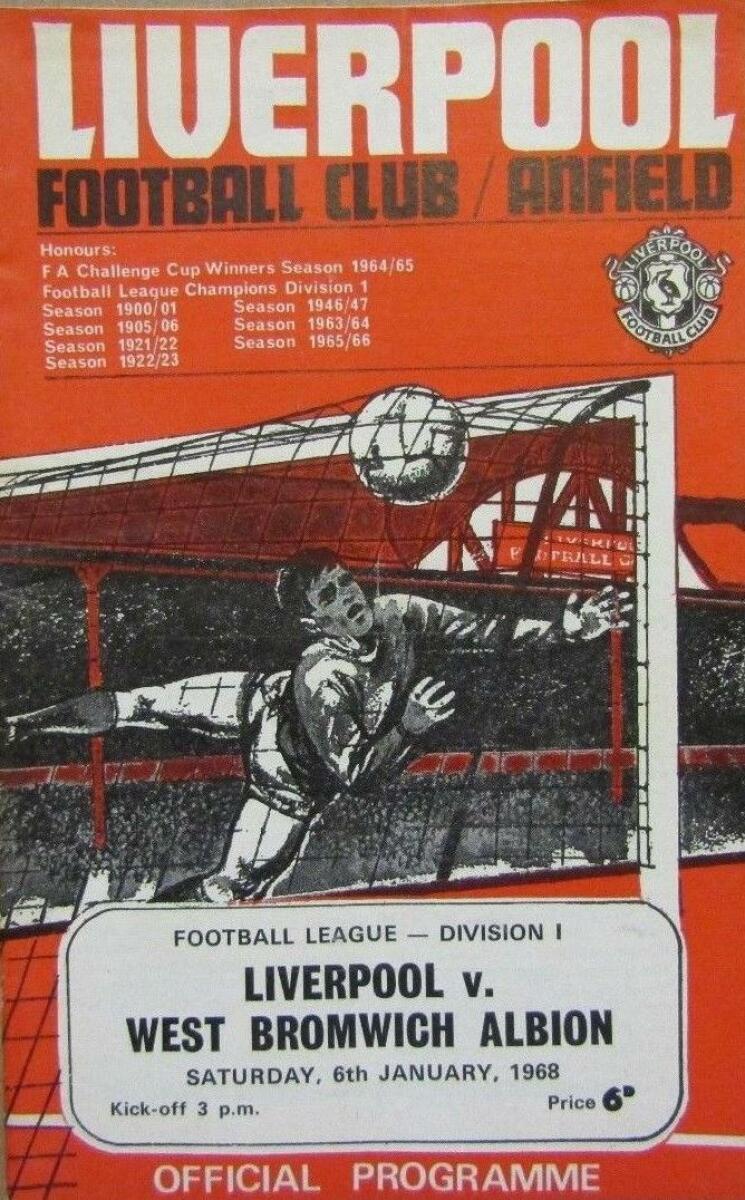 LIVERPOOL
FOOTBALL CLUB / ANFIELD
Honours:
F A Challenge Cup Winners Season 1964/65
Football League Champions Division 1
Season 1900/01 Season 1946/47
Season 1905/06 Season 1963/64
Season 1921/22 Season 1965/66
Season 1922/23
LIVERPOOL
FOOTBALL CLUB
LIVERPOOL
FOOTBALL C
FOOTBALL LEAGUE — DIVISION I
LIVERPOOL v.
WEST BROMWICH ALBION
SATURDAY, 6th JANUARY, 1968
Kick-off 3 p.m. Price 6D
OFFICIAL PROGRAMME